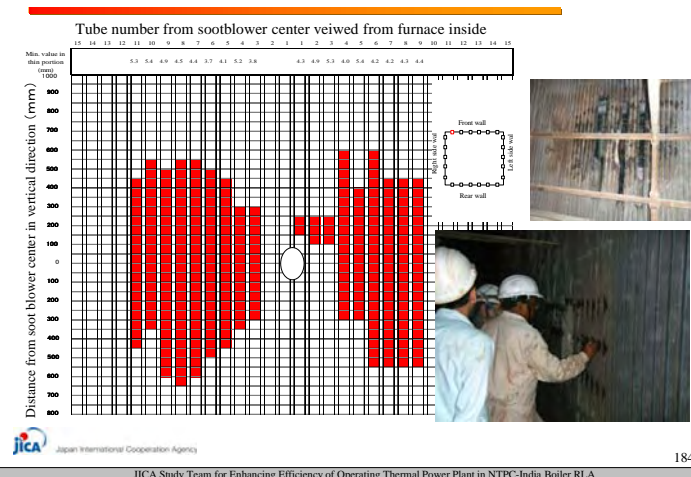 Tube number from sootblower center veiwed from furnace inside
15 14 13 12 11 10 9 8 7 6 5 4 3 2 1 1 2 3 4 5 6 7 8 9 10 11 12 13 14 15
Min. value in
thin portion
(mm)
5.3 5.4 4.9 4.5 4.4 3.7 4.1 5.2 3.8 4.3 4.9 5.3 4.0 5.4 4.2 4.2 4.3 4.4
Distance from soot blower center in vertical direction (mm)
1000
900
800
700
600
500
400
300
200
100
0
100
200
300
400
500
600
700
800
Front wall
Right side wal
Left side wal
Rear wall
JICA Japan International Cooperation Agency
184
JICA Study Team for Enhancing Efficiency of Operating Thermal Power Plant in NTPC-India Boiler RLA